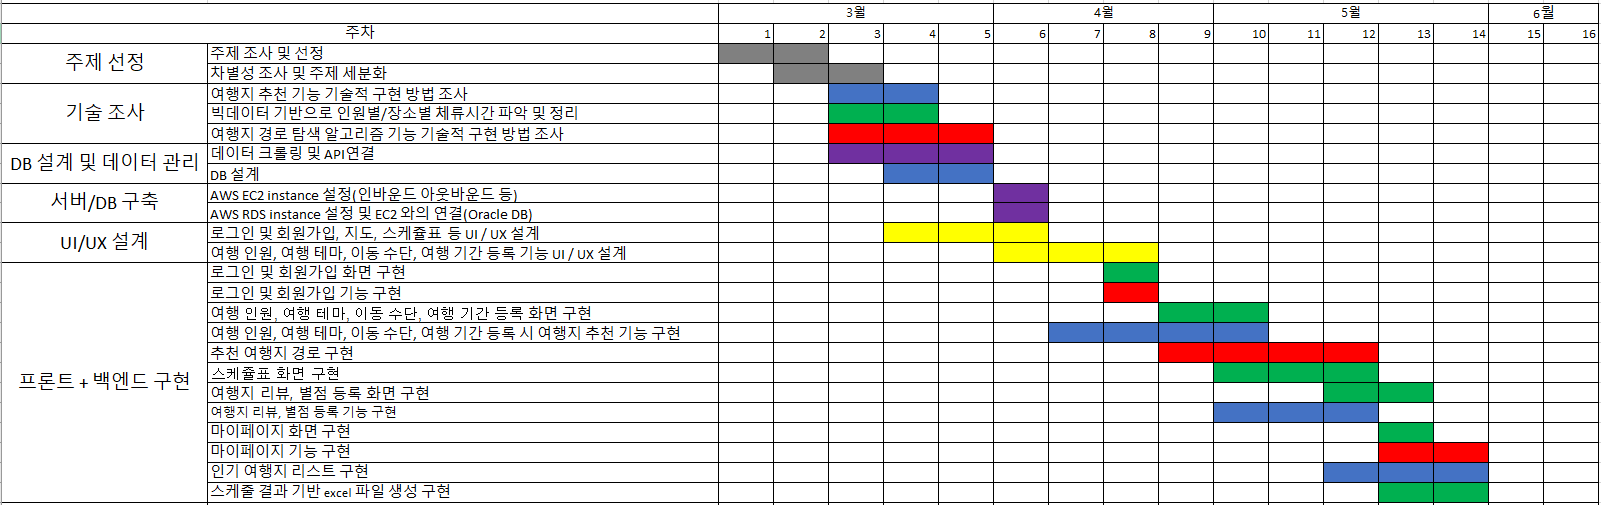 3월 4월 5월 6월
주차 1 2 3 4 5 6 7 8 9 10 11 12 13 14 15 16
주제 선정
주제 조사 및 선정
차별성 조사 및 주제 세분화
기술 조사
여행지 추천 기능 기술적 구현 방법 조사
빅데이터 기반으로 인원별/장소별 체류시간 파악 및 정리
여행지 경로 탐색 알고리즘 기능 기술적 구현 방법 조사
DB 설계 및 데이터 관리
데이터 크롤링 및 API연결
DB 설계
서버/DB 구축
AWS EC2 instance 설정(인바운드 아웃바운드 등)
AWS RDS instance 설정 및 EC2 와의 연결(Oracle DB)
UI/UX 설계
로그인 및 회원가입, 지도, 스케쥴표 등 UI / UX 설계
여행 인원, 여행 테마, 이동 수단, 여행 기간 등록 기능 UI / UX 설계
프론트 + 백엔드 구현
로그인 및 회원가입 화면 구현
로그인 및 회원가입 기능 구현
여행 인원, 여행 테마, 이동 수단, 여행 기간 등록 화면 구현
여행 인원, 여행 테마, 이동 수단, 여행 기간 등록 시 여행지 추천 기능 구현
추천 여행지 경로 구현
스케쥴표 화면 구현
여행지 리뷰, 별점 등록 화면 구현
여행지 리뷰, 별점 등록 기능 구현
마이페이지 화면 구현
마이페이지 기능 구현
인기 여행지 리스트 구현
스케줄 결과 기반 excel 파일 생성 구현